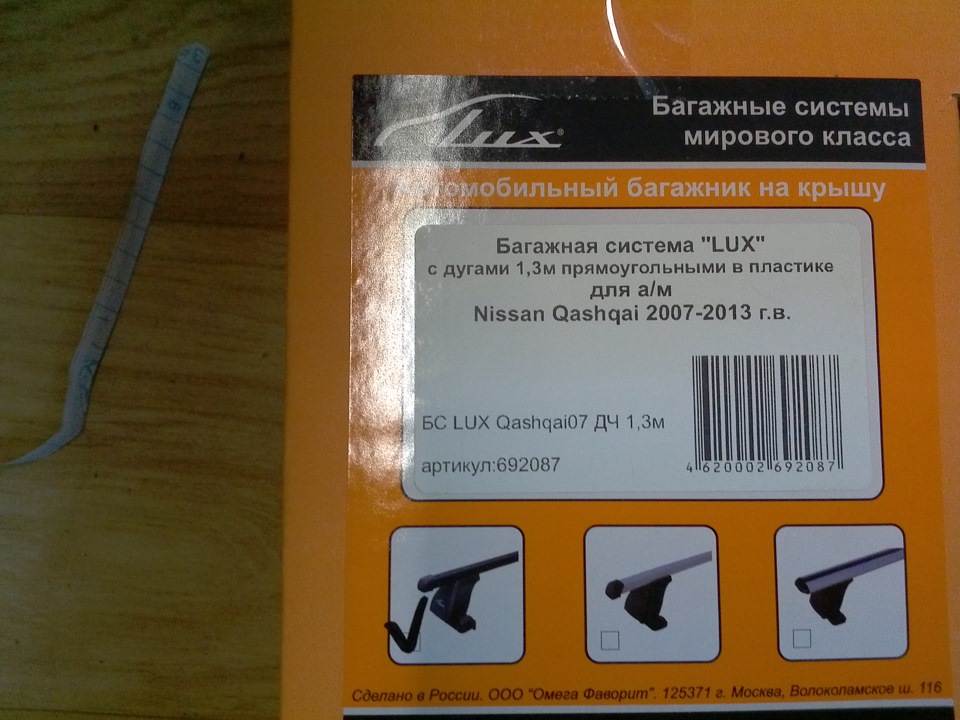 Lux®
Багажные системы
мирового класса
Автомобильный багажник на крышу
Багажная система "LUX"
с дугами 1,3м прямоугольными в пластике
для а/м
Nissan Qashqai 2007-2013 г.в.
БС LUX Qashqai07 ДЧ 1,3м
артикул:692087
4 620002 692087
Сделано в России. ООО "Омега Фаворит". 125371 г. Москва, Волоколамское ш. 116